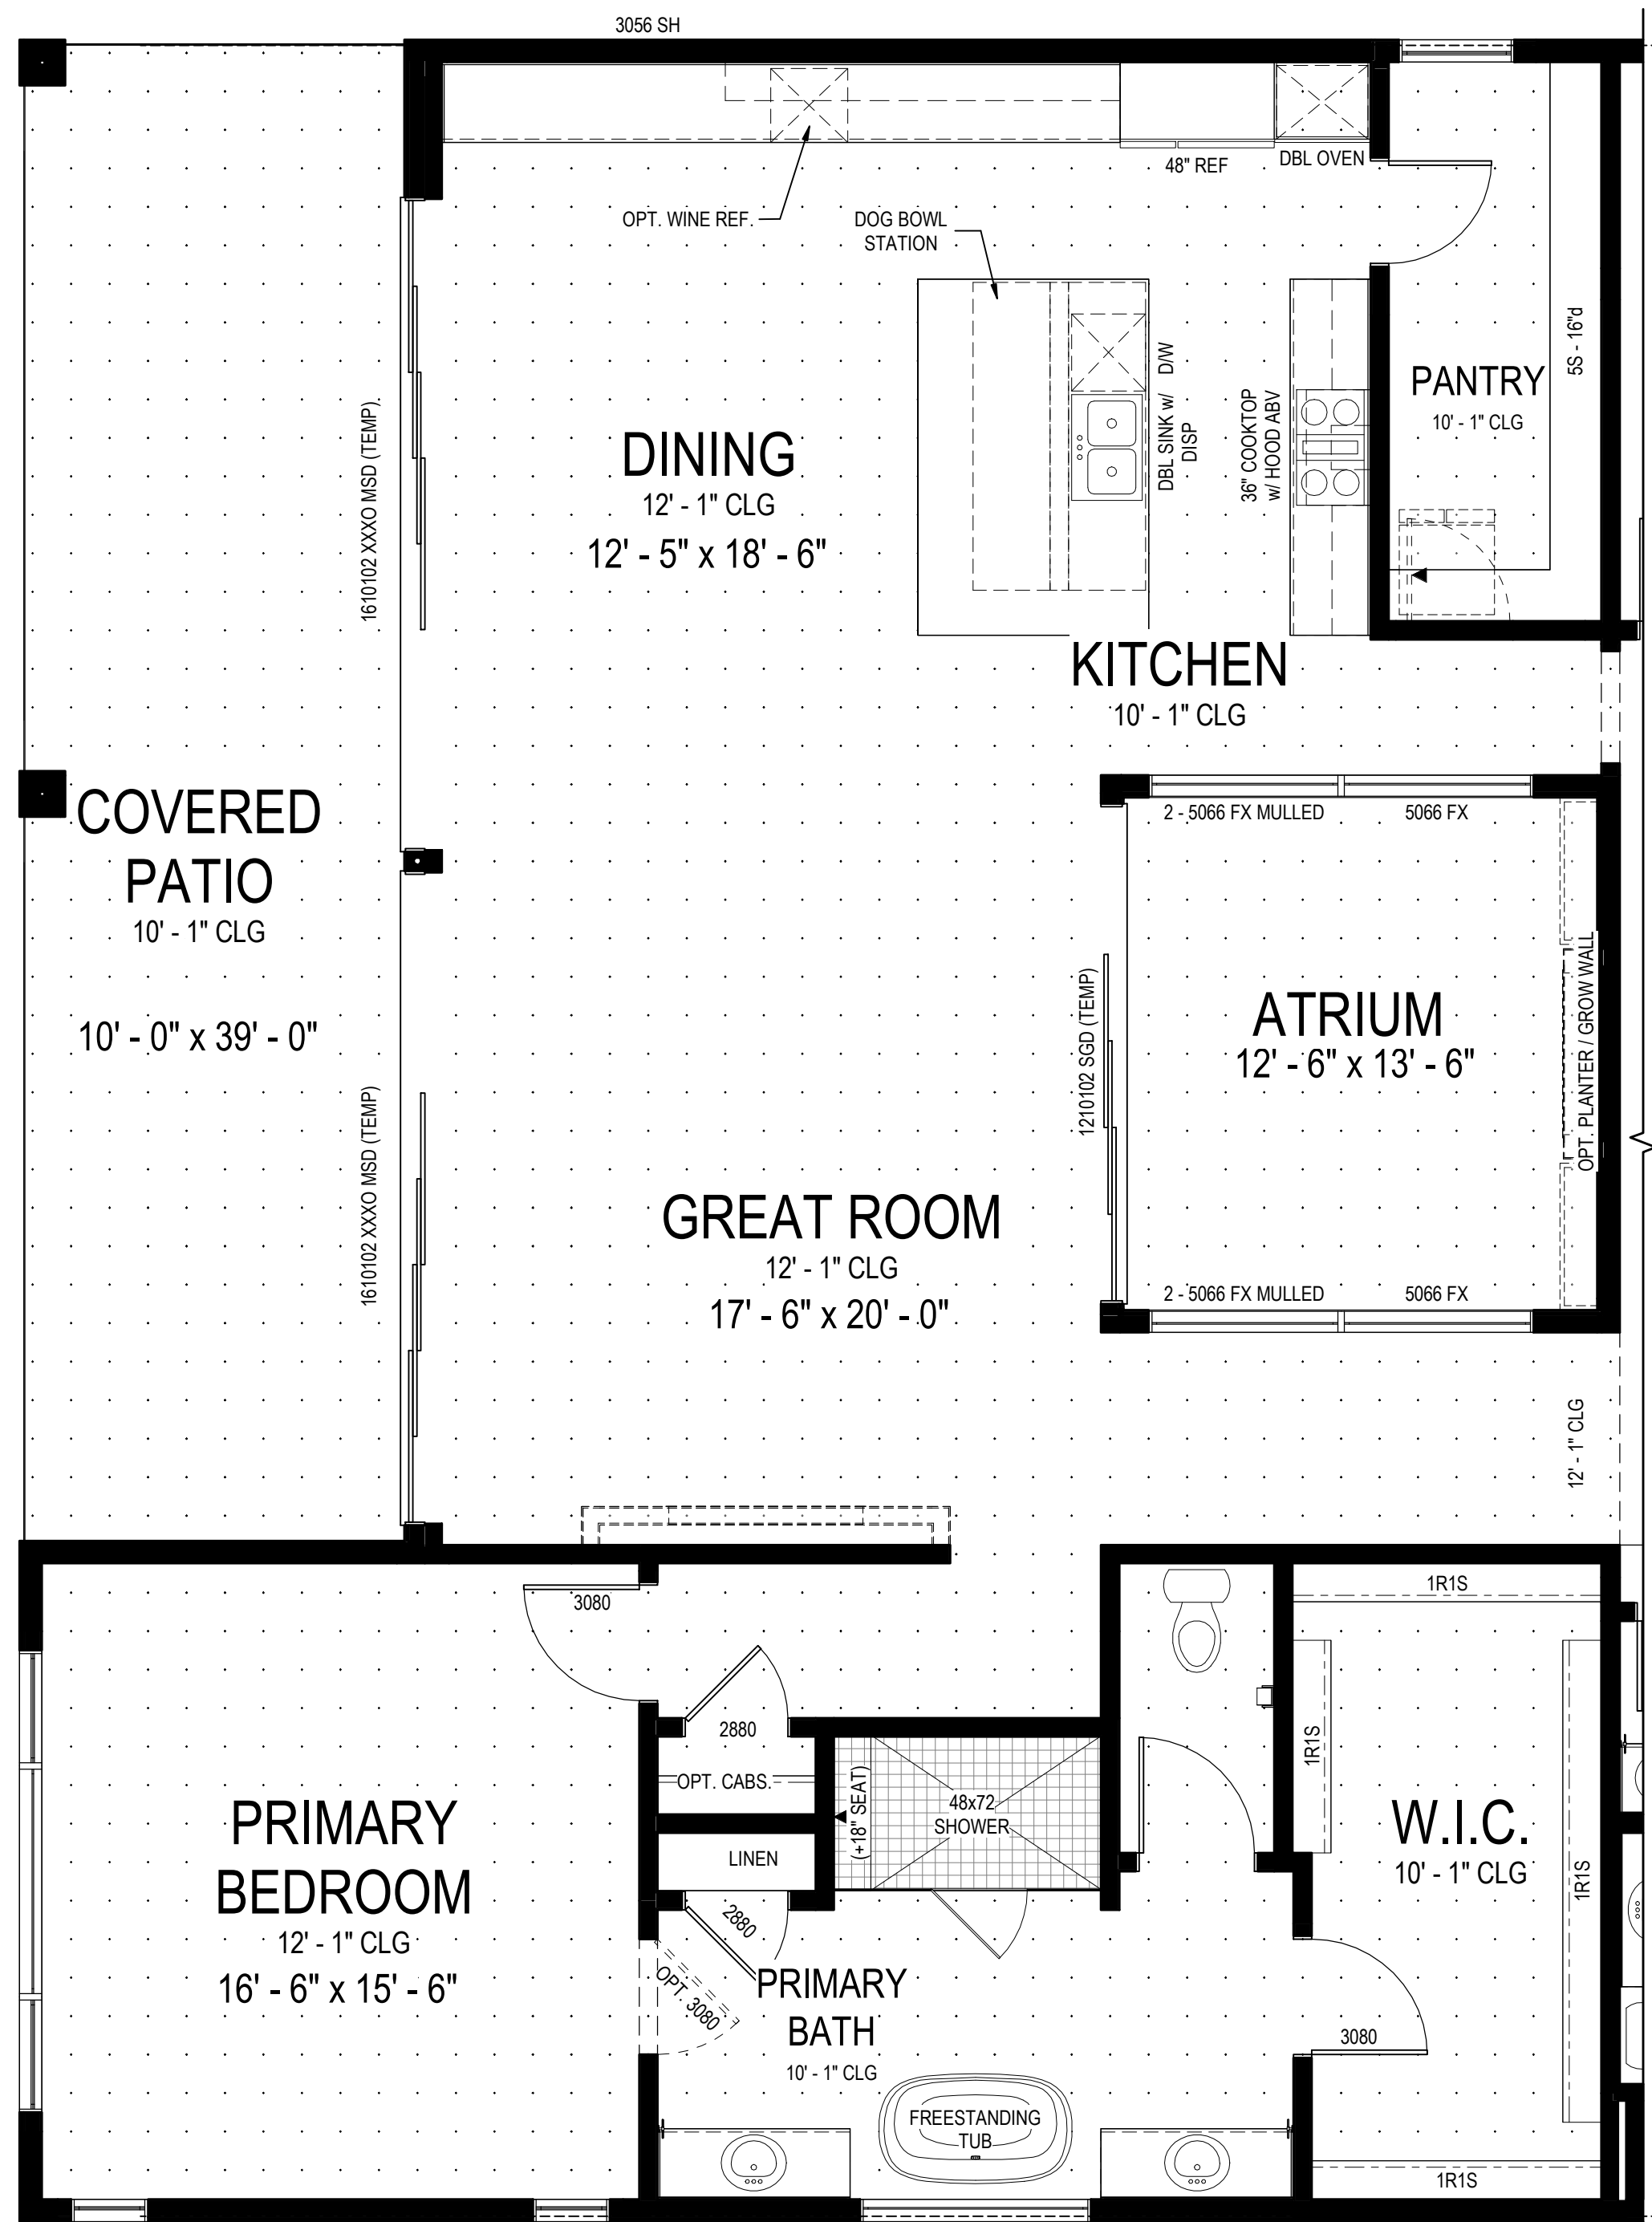 3056 SH
48" REF
DBL OVEN
OPT. WINE REF.
DOG BOWL
STATION
5S - 16"d
PANTRY
10' - 1" CLG
D/W
DBL SINK w/
DISP
36" COOKTOP
w/ HOOD ABV
1610102 XXXO MSD (TEMP)
DINING
12' - 1" CLG
12' - 5" x 18' - 6"
KITCHEN
10' - 1" CLG
COVERED
PATIO
10' - 1" CLG
10' - 0" x 39' - 0"
2 - 5066 FX MULLED
5066 FX
ATRIUM
12' - 6" x 13' - 6"
OPT. PLANTER / GROW WALL
1210102 SGD (TEMP)
1610102 XXXO MSD (TEMP)
GREAT ROOM
12' - 1" CLG
17' - 6" x 20' - 0"
2 - 5066 FX MULLED
5066 FX
12' - 1" CLG
3080
1R1S
2880
1R1S
OPT. CABS.
(+18" SEAT)
48x72
SHOWER
LINEN
PRIMARY
BEDROOM
12' - 1" CLG
16' - 6" x 15' - 6"
W.I.C.
10' - 1" CLG
1R1S
2880
OPT. 3080
PRIMARY
BATH
10' - 1" CLG
3080
FREESTANDING
TUB
1R1S